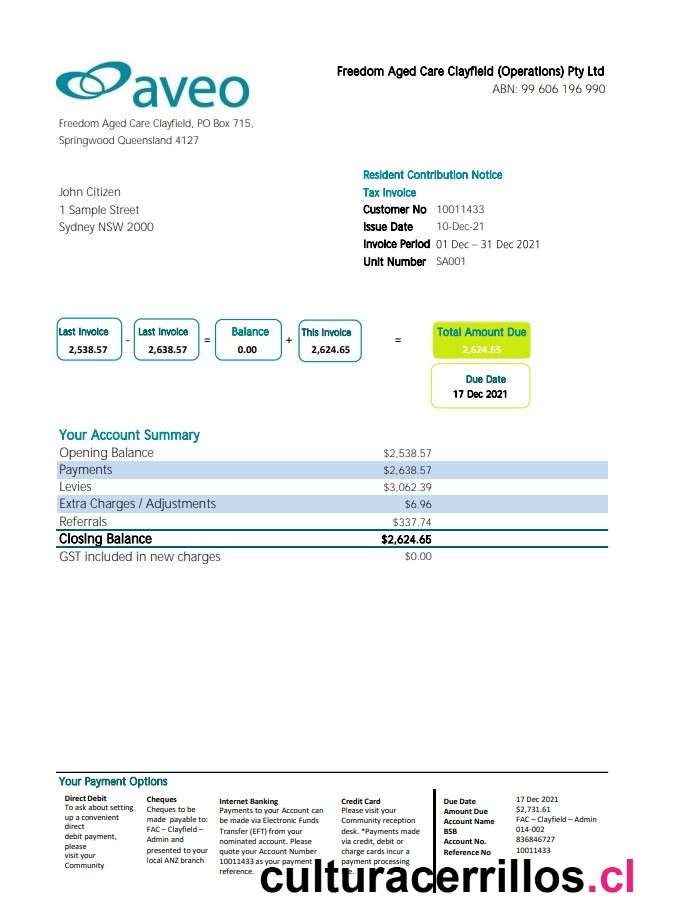 aveo
Freedom Aged Care Clayfield (Operations) Pty Ltd
ABN: 99 606 196 990
Freedom Aged Care Clayfield, PO Box 715,
Springwood Queensland 4127
John Citizen
1 Sample Street
Sydney NSW 2000
Resident Contribution Notice
Tax Invoice
Customer No 10011433
Issue Date 10-Dec-21
Invoice Period 01 Dec – 31 Dec 2021
Unit Number SA001
Last Invoice - Last Invoice = Balance + This Invoice = Total Amount Due
2,538.57 2,638.57 0.00 2,624.65 2,624.65
Due Date
17 Dec 2021
Your Account Summary
Opening Balance $2,538.57
Payments $2,638.57
Levies $3,062.39
Extra Charges / Adjustments $6.96
Referrals $337.74
Closing Balance $2,624.65
GST included in new charges $0.00
Your Payment Options
Direct Debit
To ask about setting
up a convenient
direct
debit payment,
please
visit your
Community
Cheques
Cheques to be
made payable to:
FAC – Clayfield –
Admin and
presented to your
local ANZ branch
Internet Banking
Payments to your Account can
be made via Electronic Funds
Transfer (EFT) from your
nominated account. Please
quote your Account Number
10011433 as your payment
reference.
Credit Card
Please visit your
Community reception
desk. *Payments made
via credit, debit or
charge cards incur a
payment processing
Due Date 17 Dec 2021
Amount Due $2,731.61
Account Name FAC – Clayfield – Admin
BSB 014-002
Account No. 836846727
Reference No 10011433
culturacerrillos.cl